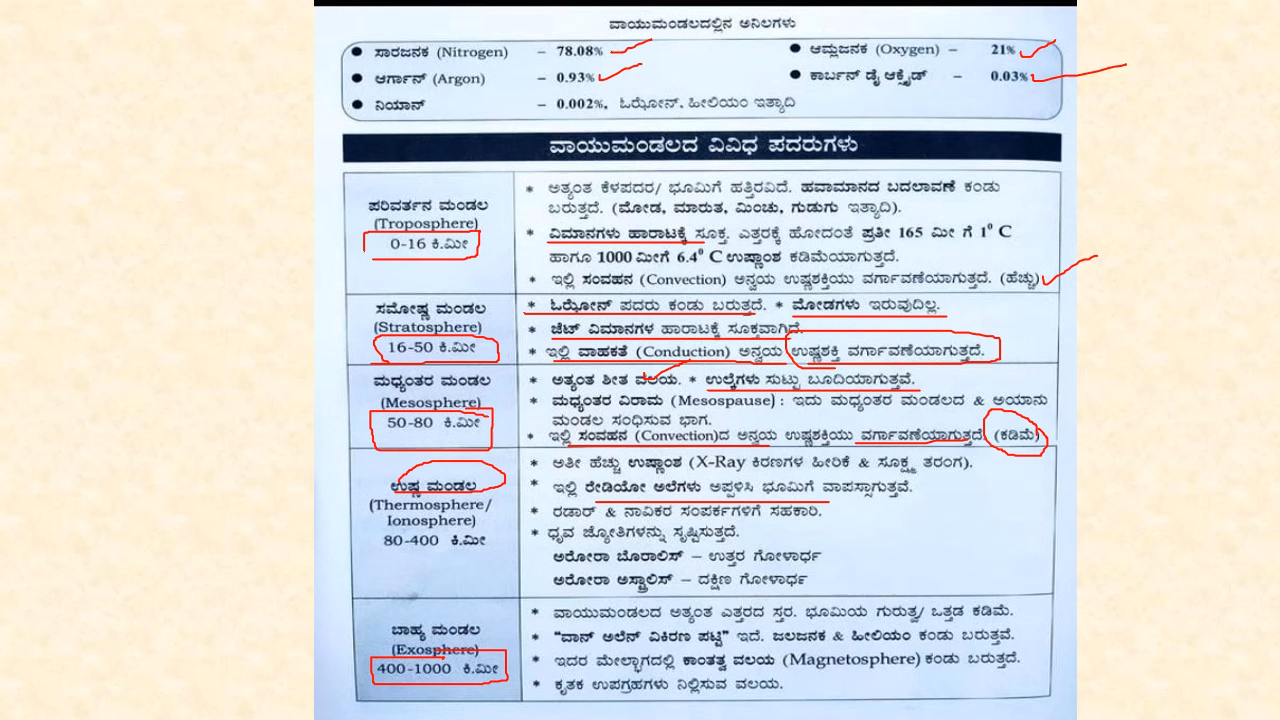 ವಾಯುಮಂಡಲದಲ್ಲಿನ ಅನಿಲಗಳು
● ಸಾರಜನಕ (Nitrogen) – 78.08%
● ಆಮ್ಲಜನಕ (Oxygen) – 21%
● ಆರ್ಗಾನ್ (Argon) – 0.93%
● ಕಾರ್ಬನ್ ಡೈ ಆಕ್ಸೈಡ್ – 0.03%
● ನಿಯಾನ್ – 0.002%, ಓಝೋನ್, ಹೀಲಿಯಂ ಇತ್ಯಾದಿ
ವಾಯುಮಂಡಲದ ವಿವಿಧ ಪದರುಗಳು
ಪರಿವರ್ತನ ಮಂಡಲ
(Troposphere)
0-16 ಕಿ.ಮೀ
* ಅತ್ಯಂತ ಕೆಳಪದರ/ ಭೂಮಿಗೆ ಹತ್ತಿರವಿದೆ. ಹವಾಮಾನದ ಬದಲಾವಣೆ ಕಂಡು
ಬರುತ್ತದೆ. (ಮೋಡ, ಮಾರುತ, ಮಿಂಚು, ಗುಡುಗು ಇತ್ಯಾದಿ).
* ವಿಮಾನಗಳು ಹಾರಾಟಕ್ಕೆ ಸೂಕ್ತ. ಎತ್ತರಕ್ಕೆ ಹೋದಂತೆ ಪ್ರತೀ 165 ಮೀ ಗೆ 1⁰ C
ಹಾಗೂ 1000 ಮೀಗೆ 6.4⁰ C ಉಷ್ಣಾಂಶ ಕಡಿಮೆಯಾಗುತ್ತದೆ.
* ಇಲ್ಲಿ ಸಂವಹನ (Convection) ಅನ್ವಯ ಉಷ್ಣಶಕ್ತಿಯು ವರ್ಗಾವಣೆಯಾಗುತ್ತದೆ. (ಹೆಚ್ಚು)
ಸಮೋಷ್ಣ ಮಂಡಲ
(Stratosphere)
16-50 ಕಿ.ಮೀ
* ಓಝೋನ್ ಪದರು ಕಂಡು ಬರುತ್ತದೆ. * ಮೋಡಗಳು ಇರುವುದಿಲ್ಲ.
* ಜೆಟ್ ವಿಮಾನಗಳ ಹಾರಾಟಕ್ಕೆ ಸೂಕ್ತವಾಗಿದೆ.
* ಇಲ್ಲಿ ವಾಹಕತೆ (Conduction) ಅನ್ವಯ ಉಷ್ಣಶಕ್ತಿ ವರ್ಗಾವಣೆಯಾಗುತ್ತದೆ.
ಮಧ್ಯಂತರ ಮಂಡಲ
(Mesosphere)
50-80 ಕಿ.ಮೀ
* ಅತ್ಯಂತ ಶೀತ ವಲಯ. * ಉಲ್ಕೆಗಳು ಸುಟ್ಟು ಬೂದಿಯಾಗುತ್ತವೆ.
* ಮಧ್ಯಂತರ ವಿರಾಮ (Mesospause) : ಇದು ಮಧ್ಯಂತರ ಮಂಡಲದ & ಅಯಾನು
ಮಂಡಲ ಸಂಧಿಸುವ ಭಾಗ.
* ಇಲ್ಲಿ ಸಂವಹನ (Convection)ದ ಅನ್ವಯ ಉಷ್ಣಶಕ್ತಿಯು ವರ್ಗಾವಣೆಯಾಗುತ್ತದೆ. (ಕಡಿಮೆ)
ಉಷ್ಣ ಮಂಡಲ
(Thermosphere/
Ionosphere)
80-400 ಕಿ.ಮೀ
* ಅತೀ ಹೆಚ್ಚು ಉಷ್ಣಾಂಶ (X-Ray ಕಿರಣಗಳ ಹೀರಿಕೆ & ಸೂಕ್ಷ್ಮ ತರಂಗ).
* ಇಲ್ಲಿ ರೇಡಿಯೋ ಅಲೆಗಳು ಅಪ್ಪಳಿಸಿ ಭೂಮಿಗೆ ವಾಪಸ್ಸಾಗುತ್ತವೆ.
* ರಡಾರ್ & ನಾವಿಕರ ಸಂಪರ್ಕಗಳಿಗೆ ಸಹಕಾರಿ.
* ಧೃವ ಜ್ಯೋತಿಗಳನ್ನು ಸೃಷ್ಟಿಸುತ್ತದೆ.
ಅರೋರಾ ಬೊರಾಲಿಸ್ – ಉತ್ತರ ಗೋಳಾರ್ಧ
ಅರೋರಾ ಅಸ್ಟ್ರಾಲಿಸ್ – ದಕ್ಷಿಣ ಗೋಳಾರ್ಧ
ಬಾಹ್ಯ ಮಂಡಲ
(Exosphere)
400-1000 ಕಿ.ಮೀ
* ವಾಯುಮಂಡಲದ ಅತ್ಯಂತ ಎತ್ತರದ ಸ್ತರ. ಭೂಮಿಯ ಗುರುತ್ವ/ ಒತ್ತಡ ಕಡಿಮೆ.
* "ವಾನ್ ಅಲೆನ್ ವಿಕಿರಣ ಪಟ್ಟಿ" ಇದೆ. ಜಲಜನಕ & ಹೀಲಿಯಂ ಕಂಡು ಬರುತ್ತವೆ.
* ಇದರ ಮೇಲ್ಭಾಗದಲ್ಲಿ ಕಾಂತತ್ವ ವಲಯ (Magnetosphere) ಕಂಡು ಬರುತ್ತದೆ.
* ಕೃತಕ ಉಪಗ್ರಹಗಳು ನಿಲ್ಲಿಸುವ ವಲಯ.